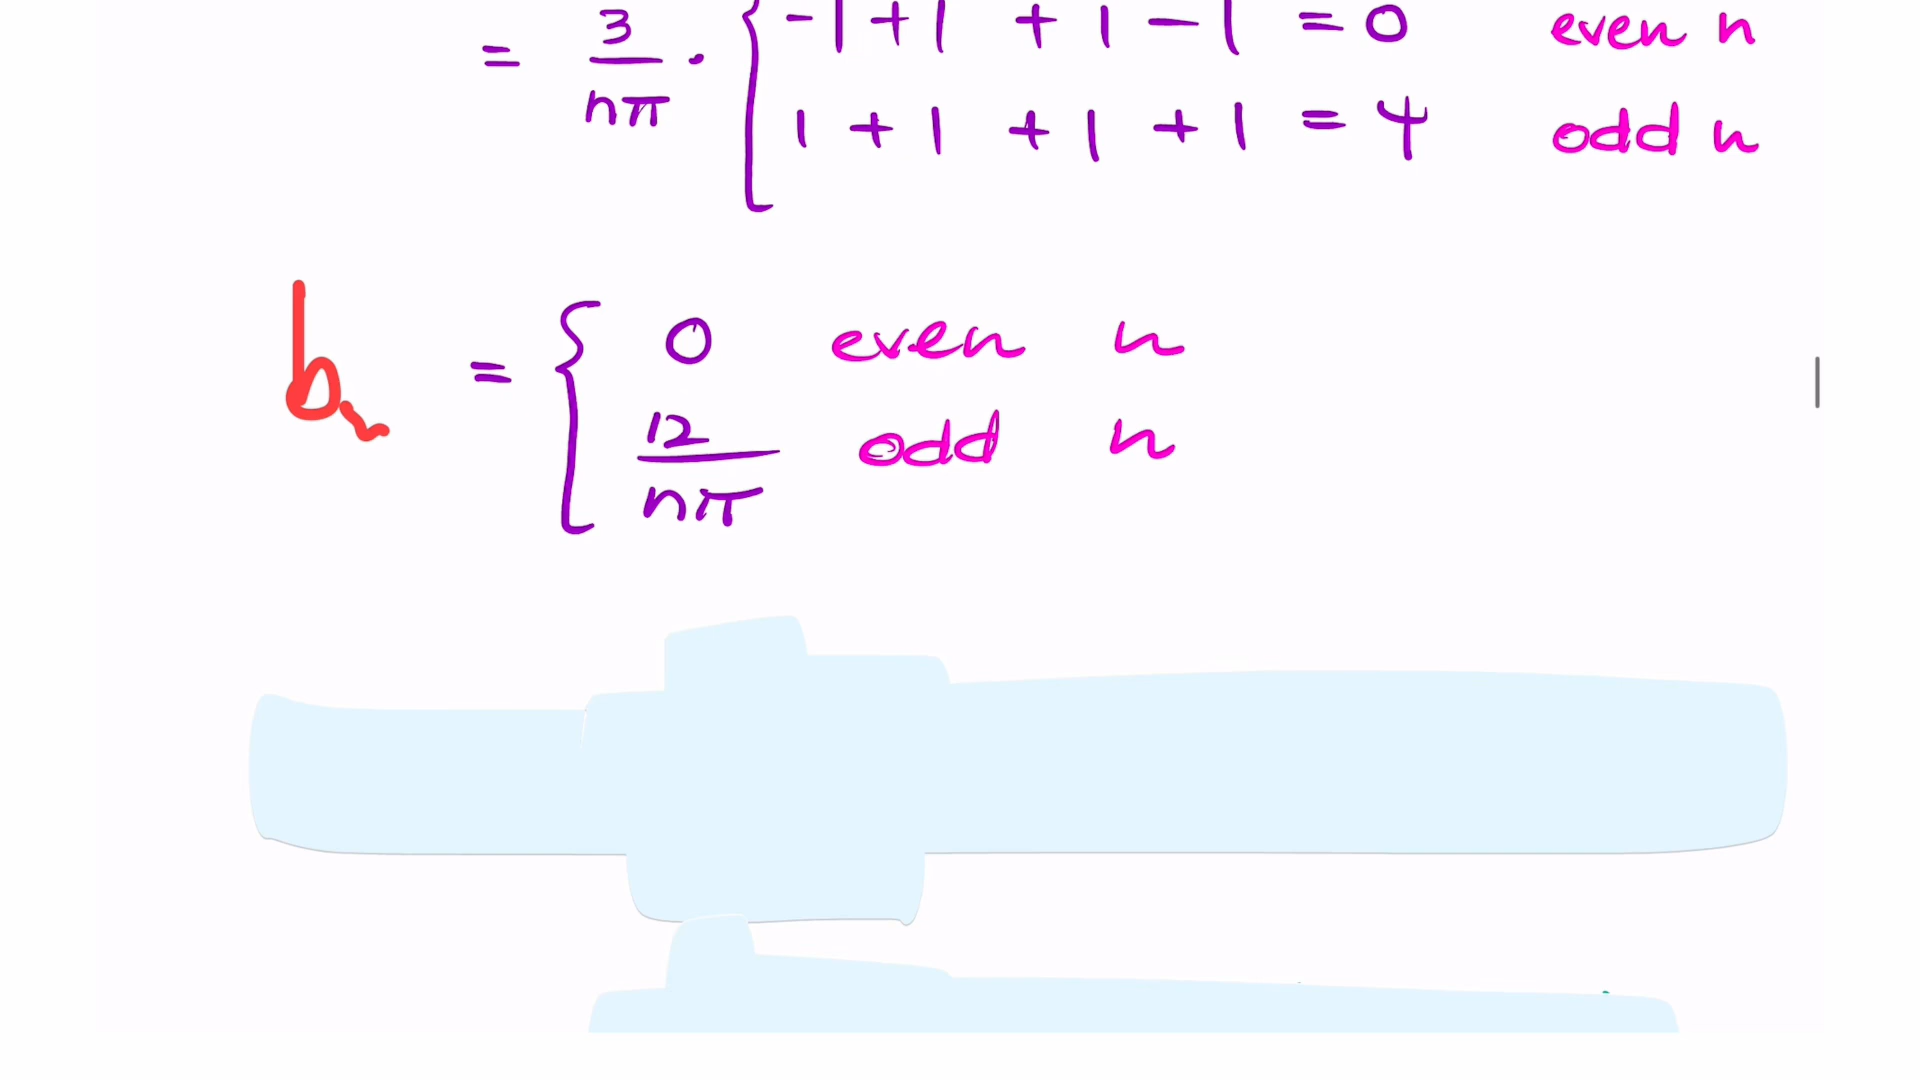 = 3/nπ · { -1 + 1 + 1 - 1 = 0 even n
1 + 1 + 1 + 1 = 4 odd n
bn = { 0 even n
12/nπ odd n